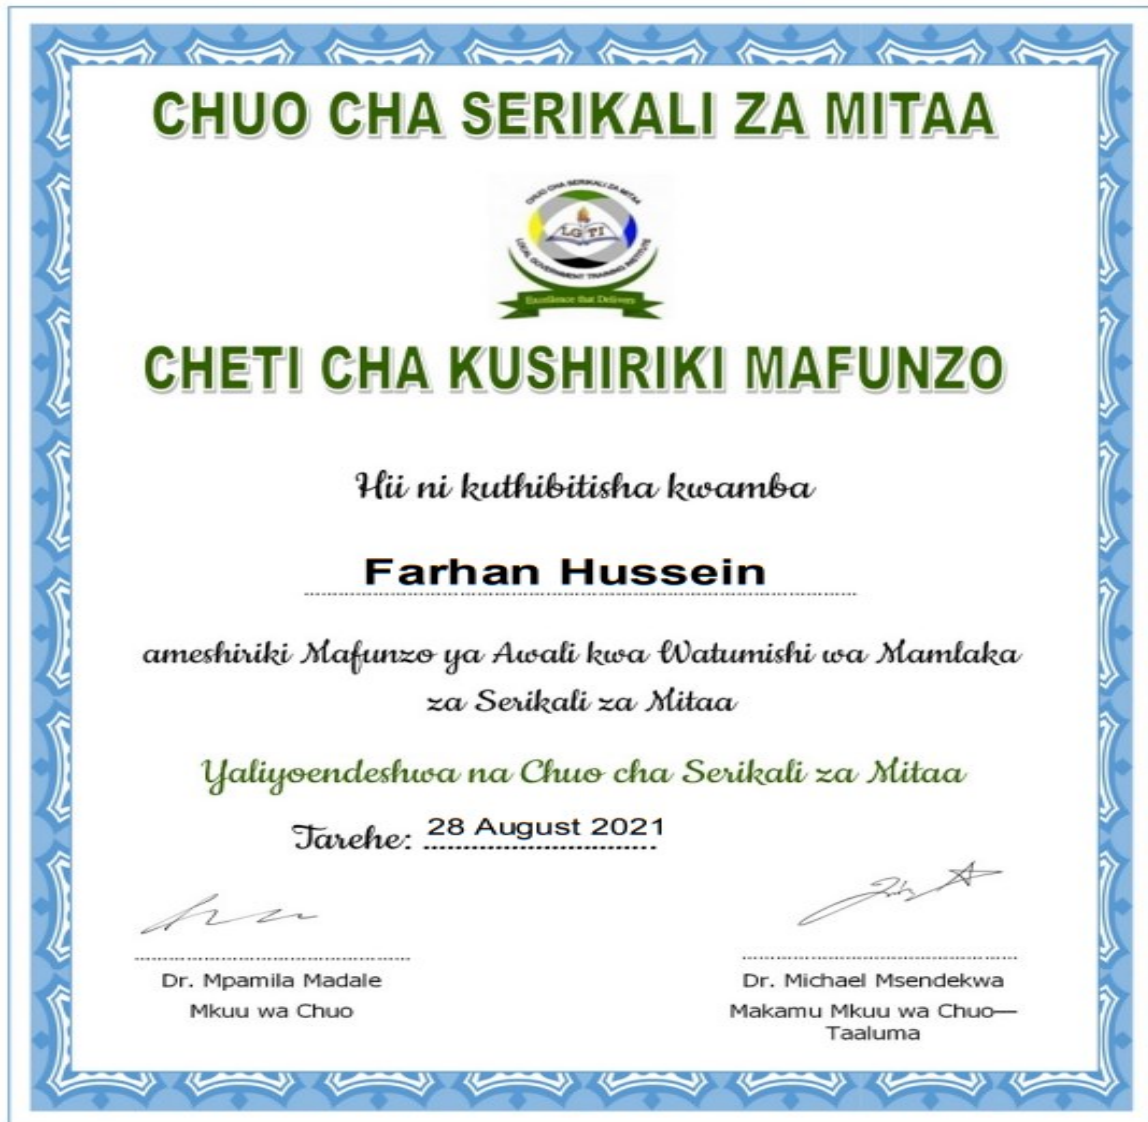 CHUO CHA SERIKALI ZA MITAA
CHUO CHA SERIKALI ZA MITAA
LGTI
LOCAL GOVERNMENT TRAINING INSTITUTE
Excellence that Delivers
CHETI CHA KUSHIRIKI MAFUNZO
Hii ni kuthibitisha kwamba
Farhan Hussein
ameshiriki Mafunzo ya Awali kwa Watumishi wa Mamlaka
za Serikali za Mitaa
Yaliyoendeshwa na Chuo cha Serikali za Mitaa
Tarehe: 28 August 2021
Dr. Mpamila Madale
Mkuu wa Chuo
Dr. Michael Msendekwa
Makamu Mkuu wa Chuo—
Taaluma